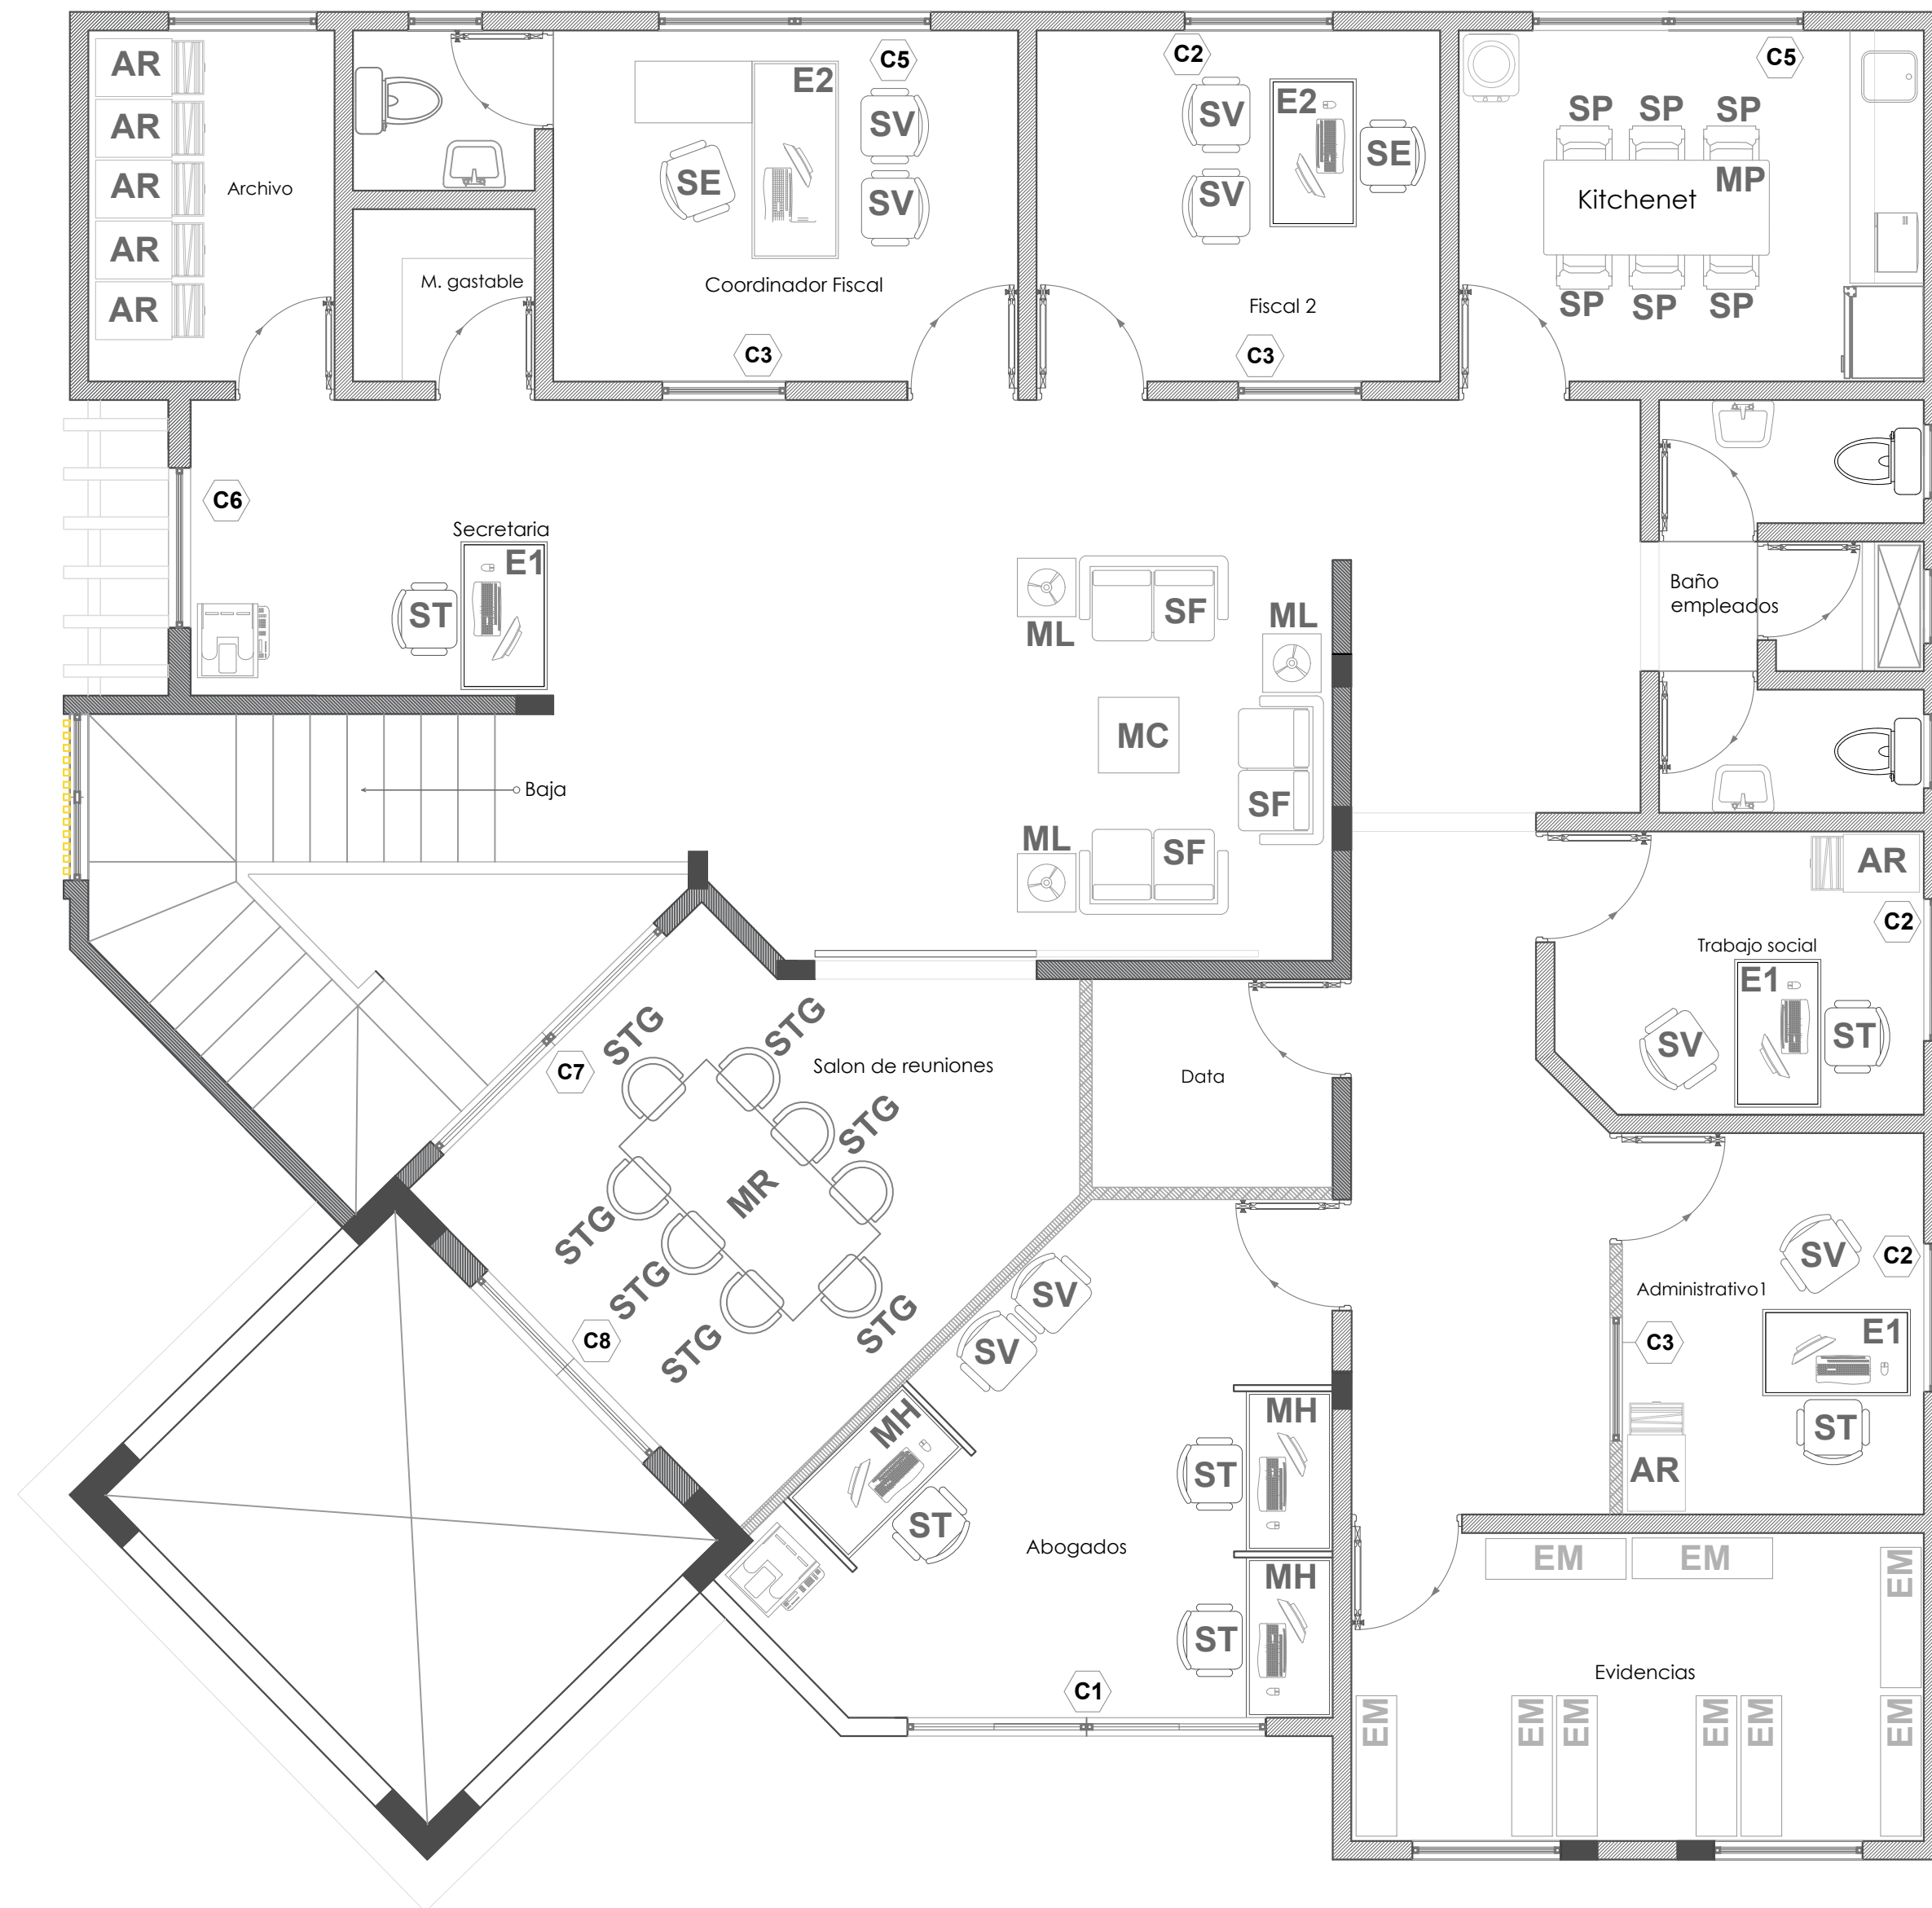 AR
AR
AR
AR
AR
Archivo
M. gastable
E2
C5
SV
SV
SE
Coordinador Fiscal
C3
C2
SV
SV
E2
SE
Fiscal 2
C3
C5
SP SP SP
MP
Kitchenet
SP SP SP
C6
Secretaria
E1
ST
ML
SF
ML
MC
SF
ML
SF
Baño
empleados
Baja
AR
C2
Trabajo social
E1
SV
ST
C7
STG
STG
Salon de reuniones
STG
MR
STG
STG
STG
STG
C8
Data
SV
SV
MH
ST
MH
ST
Abogados
MH
ST
C1
SV
C2
Administrativo1
E1
C3
ST
AR
EM
EM
EM
Evidencias
EM
EM
EM
EM
EM
EM